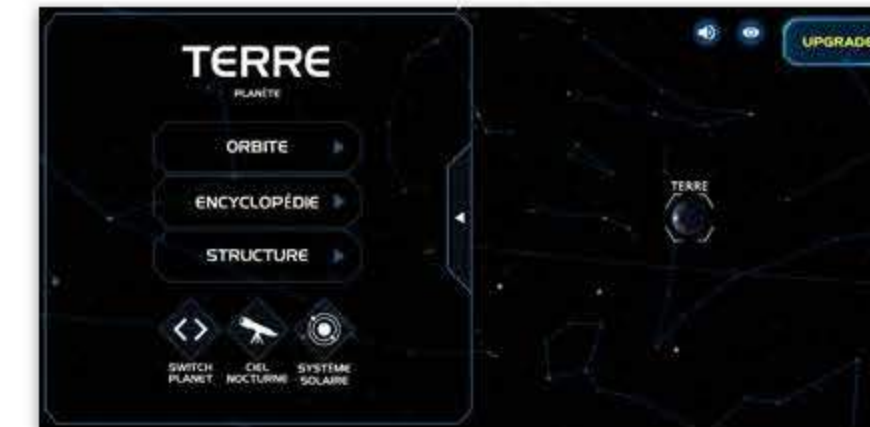 TERRE
PLANÈTE
ORBITE
ENCYCLOPÉDIE
STRUCTURE
SWITCH
PLANET
CIEL
NOCTURNE
SYSTÈME
SOLAIRE
UPGRADE
TERRE